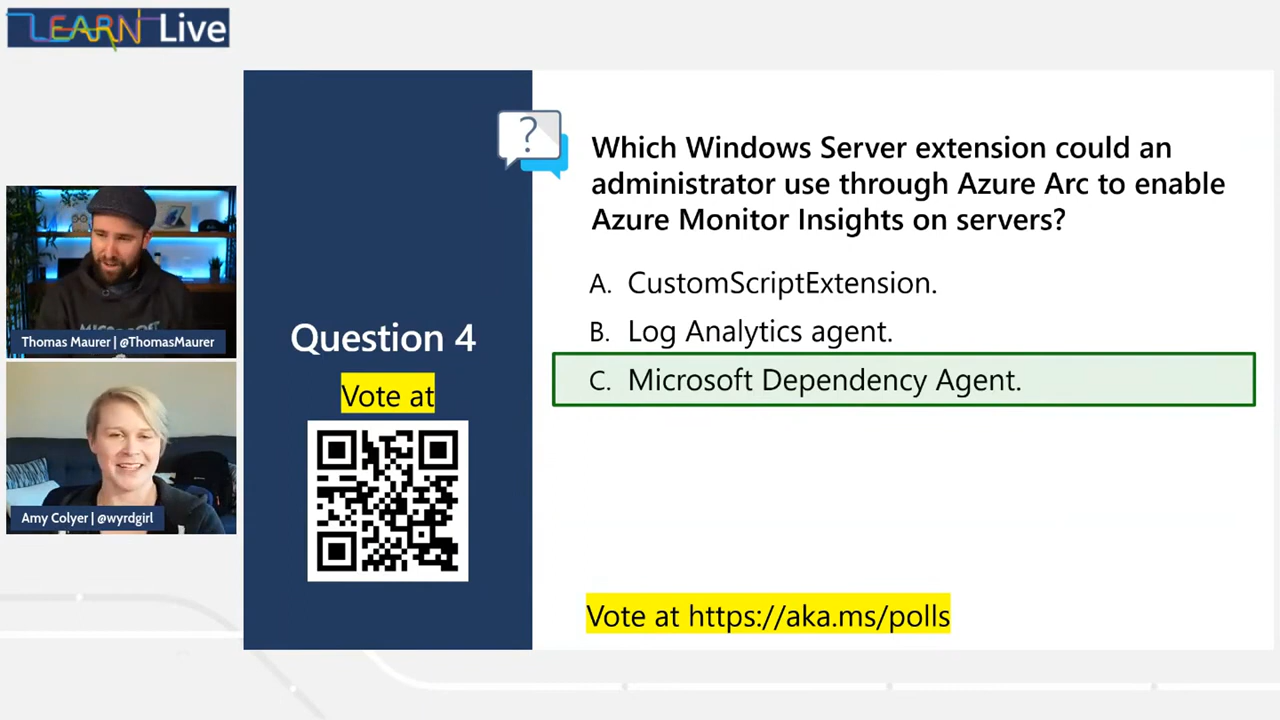 LEARN Live
Which Windows Server extension could an
administrator use through Azure Arc to enable
Azure Monitor Insights on servers?
A. CustomScriptExtension.
B. Log Analytics agent.
C. Microsoft Dependency Agent.
Question 4
Vote at
Thomas Maurer | @ThomasMaurer
Amy Colyer | @wyrdgirl
Vote at https://aka.ms/polls